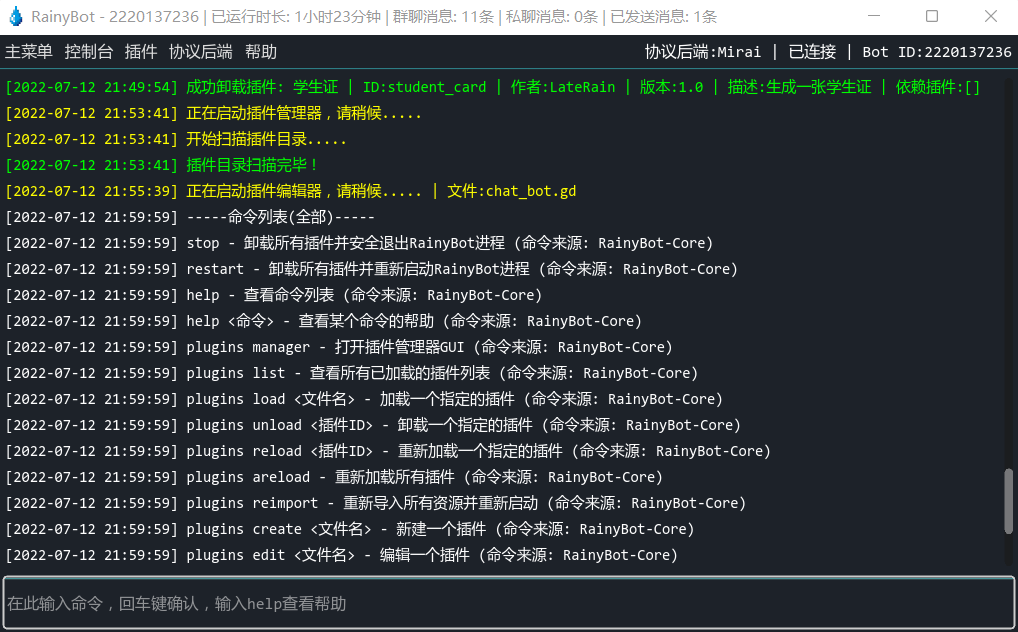 RainyBot - 2220137236 | 已运行时长: 1小时23分钟 | 群聊消息: 11条 | 私聊消息: 0条 | 已发送消息: 1条
主菜单 控制台 插件 协议后端 帮助 协议后端:Mirai | 已连接 | Bot ID:2220137236
[2022-07-12 21:49:54] 成功卸载插件: 学生证 | ID:student_card | 作者:LateRain | 版本:1.0 | 描述:生成一张学生证 | 依赖插件:[]
[2022-07-12 21:53:41] 正在启动插件管理器，请稍候.....
[2022-07-12 21:53:41] 开始扫描插件目录.....
[2022-07-12 21:53:41] 插件目录扫描完毕！
[2022-07-12 21:55:39] 正在启动插件编辑器，请稍候..... | 文件:chat_bot.gd
[2022-07-12 21:59:59] -----命令列表(全部)-----
[2022-07-12 21:59:59] stop - 卸载所有插件并安全退出RainyBot进程 (命令来源: RainyBot-Core)
[2022-07-12 21:59:59] restart - 卸载所有插件并重新启动RainyBot进程 (命令来源: RainyBot-Core)
[2022-07-12 21:59:59] help - 查看命令列表 (命令来源: RainyBot-Core)
[2022-07-12 21:59:59] help <命令> - 查看某个命令的帮助 (命令来源: RainyBot-Core)
[2022-07-12 21:59:59] plugins manager - 打开插件管理器GUI (命令来源: RainyBot-Core)
[2022-07-12 21:59:59] plugins list - 查看所有已加载的插件列表 (命令来源: RainyBot-Core)
[2022-07-12 21:59:59] plugins load <文件名> - 加载一个指定的插件 (命令来源: RainyBot-Core)
[2022-07-12 21:59:59] plugins unload <插件ID> - 卸载一个指定的插件 (命令来源: RainyBot-Core)
[2022-07-12 21:59:59] plugins reload <插件ID> - 重新加载一个指定的插件 (命令来源: RainyBot-Core)
[2022-07-12 21:59:59] plugins areload - 重新加载所有插件 (命令来源: RainyBot-Core)
[2022-07-12 21:59:59] plugins reimport - 重新导入所有资源并重新启动 (命令来源: RainyBot-Core)
[2022-07-12 21:59:59] plugins create <文件名> - 新建一个插件 (命令来源: RainyBot-Core)
[2022-07-12 21:59:59] plugins edit <文件名> - 编辑一个插件 (命令来源: RainyBot-Core)
在此输入命令，回车键确认，输入help查看帮助